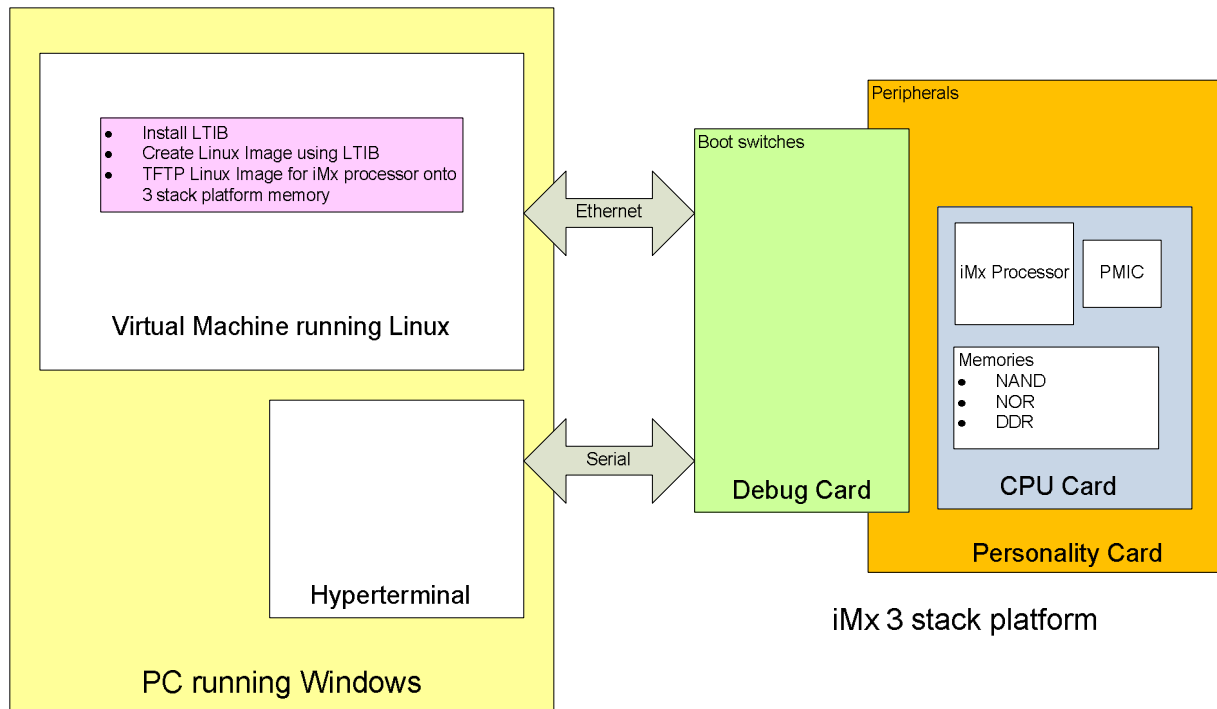 • Install LTIB
• Create Linux Image using LTIB
• TFTP Linux Image for iMx processor onto
3 stack platform memory
Virtual Machine running Linux
Hyperterminal
PC running Windows
Ethernet
Serial
Boot switches
Debug Card
Peripherals
iMx Processor
PMIC
Memories
• NAND
• NOR
• DDR
CPU Card
Personality Card
iMx 3 stack platform